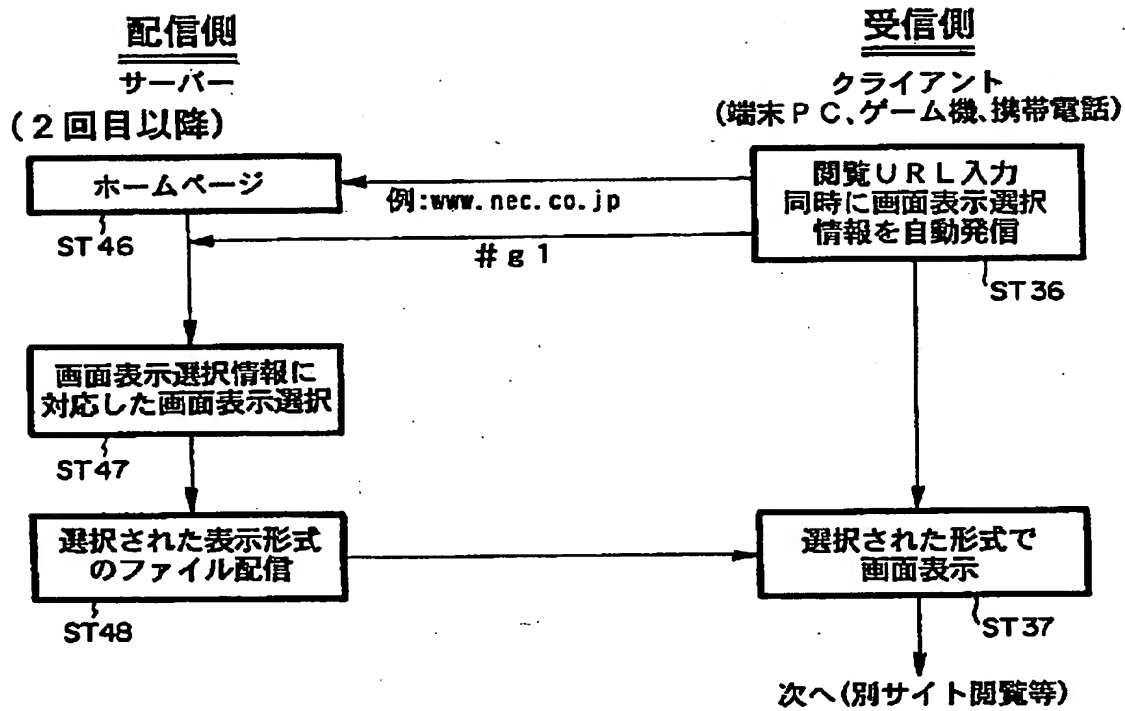 配信側
サーバー
(2回目以降)
受信側
クライアント
(端末PC、ゲーム機、携帯電話)
ホームページ
ST46
例:www.nec.co.jp
#g1
閲覧URL入力
同時に画面表示選択
情報を自動発信
ST36
画面表示選択情報に
対応した画面表示選択
ST47
選択された表示形式
のファイル配信
ST48
選択された形式で
画面表示
ST37
次へ(別サイト閲覧等)